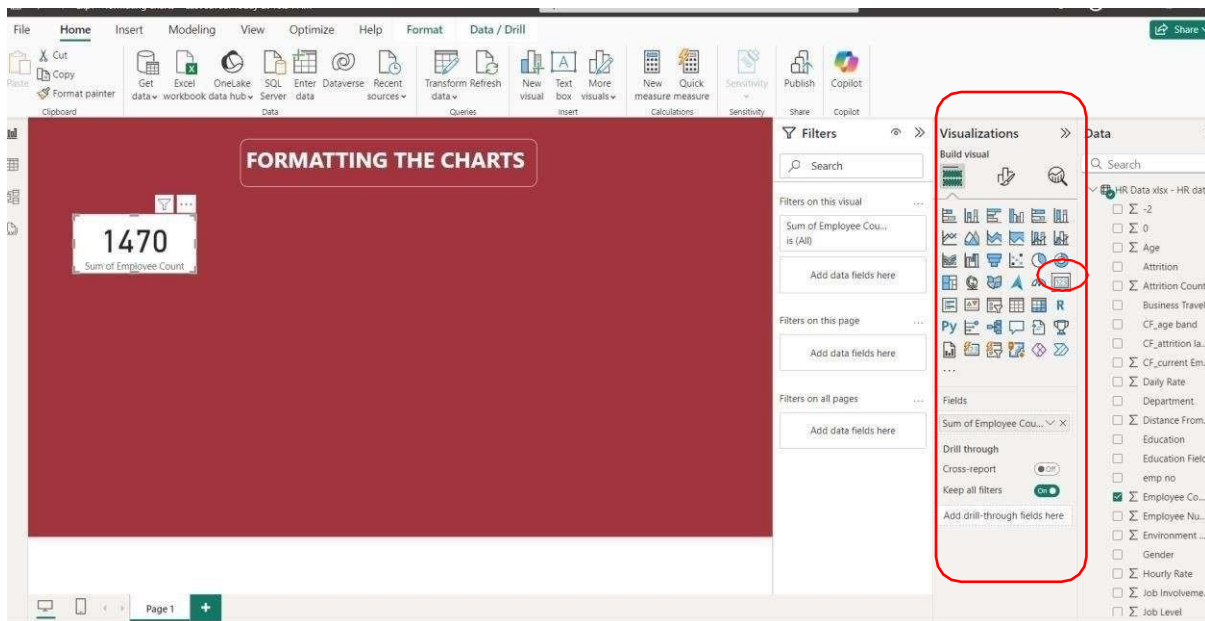 File Home Insert Modeling View Optimize Help Format Data / Drill Share
Paste Cut
Copy
Format painter
Get data Excel workbook OneLake data hub SQL Server Enter data Dataverse Recent sources Transform data Refresh New visual Text box More visuals New measure Quick measure Sensitivity Publish Copilot
Clipboard Data Queries Insert Calculations Sensitivity Share Copilot
FORMATTING THE CHARTS
1470
Sum of Employee Count
Filters
Search
Filters on this visual ...
Sum of Employee Cou...
is (All)
Add data fields here
Filters on this page ...
Add data fields here
Filters on all pages ...
Add data fields here
Visualizations
Build visual
R
Py
...
Fields
Sum of Employee Cou...
Drill through
Cross-report Off
Keep all filters On
Add drill-through fields here
Data
Search
HR Data xlsx - HR dat
Σ -2
Σ 0
Σ Age
Attrition
Σ Attrition Count
Business Travel
CF_age band
CF_attrition la...
Σ CF_current Em.
Σ Daily Rate
Department
Σ Distance From.
Education
Education Field
emp no
Σ Employee Co...
Σ Employee Nu...
Σ Environment ...
Gender
Σ Hourly Rate
Σ Job Involveme.
Σ Job Level
Page 1 +